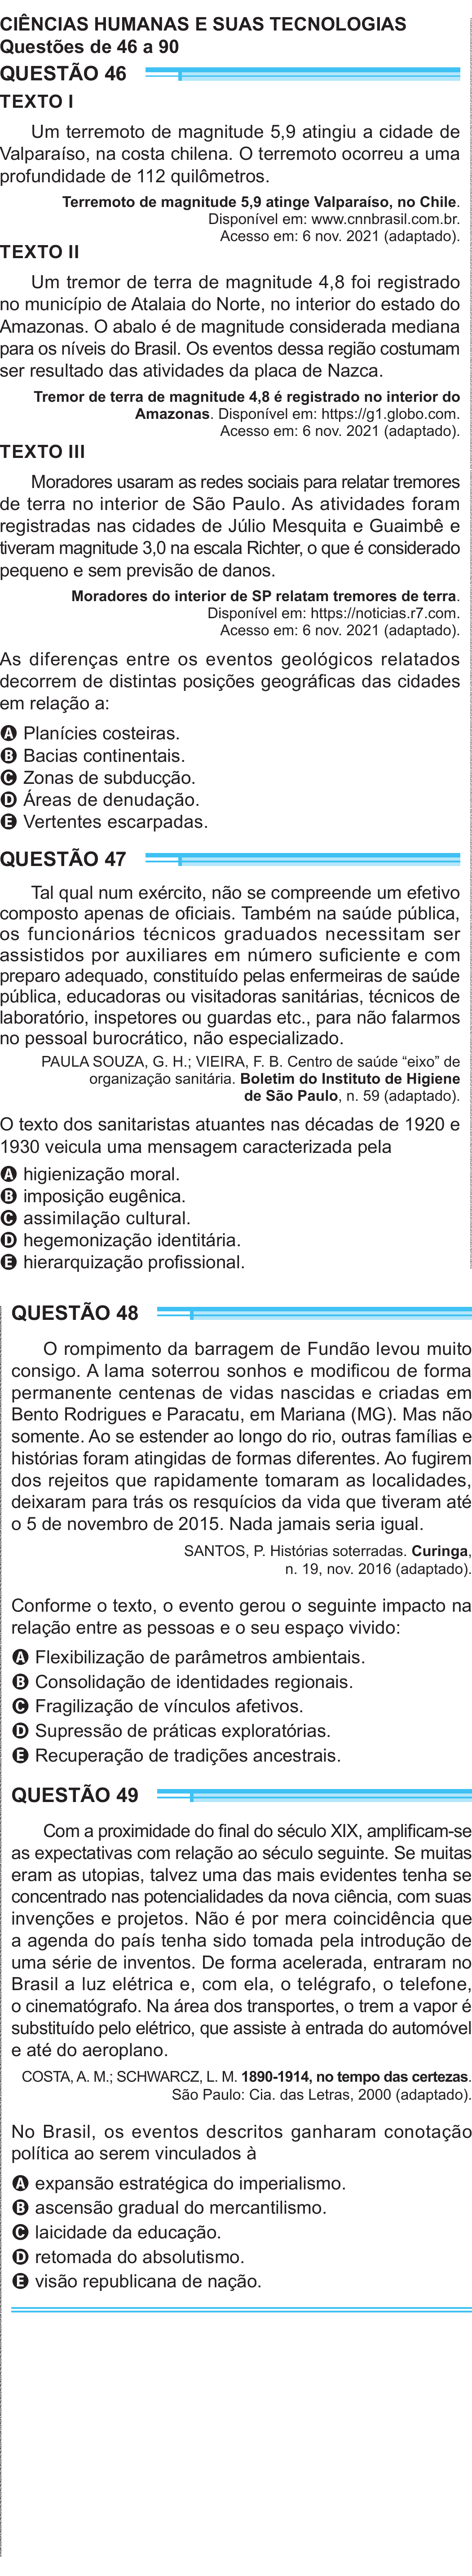 CIÊNCIAS HUMANAS E SUAS TECNOLOGIAS
Questões de 46 a 90
QUESTÃO 46
TEXTO I
Um terremoto de magnitude 5,9 atingiu a cidade de
Valparaíso, na costa chilena. O terremoto ocorreu a uma
profundidade de 112 quilômetros.
Terremoto de magnitude 5,9 atinge Valparaíso, no Chile.
Disponível em: www.cnnbrasil.com.br.
Acesso em: 6 nov. 2021 (adaptado).
TEXTO II
Um tremor de terra de magnitude 4,8 foi registrado
no município de Atalaia do Norte, no interior do estado do
Amazonas. O abalo é de magnitude considerada mediana
para os níveis do Brasil. Os eventos dessa região costumam
ser resultado das atividades da placa de Nazca.
Tremor de terra de magnitude 4,8 é registrado no interior do
Amazonas. Disponível em: https://g1.globo.com.
Acesso em: 6 nov. 2021 (adaptado).
TEXTO III
Moradores usaram as redes sociais para relatar tremores
de terra no interior de São Paulo. As atividades foram
registradas nas cidades de Júlio Mesquita e Guaimbê e
tiveram magnitude 3,0 na escala Richter, o que é considerado
pequeno e sem previsão de danos.
Moradores do interior de SP relatam tremores de terra.
Disponível em: https://noticias.r7.com.
Acesso em: 6 nov. 2021 (adaptado).
As diferenças entre os eventos geológicos relatados
decorrem de distintas posições geográficas das cidades
em relação a:
A Planícies costeiras.
B Bacias continentais.
C Zonas de subducção.
D Áreas de denudação.
E Vertentes escarpadas.
QUESTÃO 47
Tal qual num exército, não se compreende um efetivo
composto apenas de oficiais. Também na saúde pública,
os funcionários técnicos graduados necessitam ser
assistidos por auxiliares em número suficiente e com
preparo adequado, constituído pelas enfermeiras de saúde
pública, educadoras ou visitadoras sanitárias, técnicos de
laboratório, inspetores ou guardas etc., para não falarmos
no pessoal burocrático, não especializado.
PAULA SOUZA, G. H.; VIEIRA, F. B. Centro de saúde “eixo” de
organização sanitária. Boletim do Instituto de Higiene
de São Paulo, n. 59 (adaptado).
O texto dos sanitaristas atuantes nas décadas de 1920 e
1930 veicula uma mensagem caracterizada pela
A higienização moral.
B imposição eugênica.
C assimilação cultural.
D hegemonização identitária.
E hierarquização profissional.
QUESTÃO 48
O rompimento da barragem de Fundão levou muito
consigo. A lama soterrou sonhos e modificou de forma
permanente centenas de vidas nascidas e criadas em
Bento Rodrigues e Paracatu, em Mariana (MG). Mas não
somente. Ao se estender ao longo do rio, outras famílias e
histórias foram atingidas de formas diferentes. Ao fugirem
dos rejeitos que rapidamente tomaram as localidades,
deixaram para trás os resquícios da vida que tiveram até
o 5 de novembro de 2015. Nada jamais seria igual.
SANTOS, P. Histórias soterradas. Curinga,
n. 19, nov. 2016 (adaptado).
Conforme o texto, o evento gerou o seguinte impacto na
relação entre as pessoas e o seu espaço vivido:
A Flexibilização de parâmetros ambientais.
B Consolidação de identidades regionais.
C Fragilização de vínculos afetivos.
D Supressão de práticas exploratórias.
E Recuperação de tradições ancestrais.
QUESTÃO 49
Com a proximidade do final do século XIX, amplificam-se
as expectativas com relação ao século seguinte. Se muitas
eram as utopias, talvez uma das mais evidentes tenha se
concentrado nas potencialidades da nova ciência, com suas
invenções e projetos. Não é por mera coincidência que
a agenda do país tenha sido tomada pela introdução de
uma série de inventos. De forma acelerada, entraram no
Brasil a luz elétrica e, com ela, o telégrafo, o telefone,
o cinematógrafo. Na área dos transportes, o trem a vapor é
substituído pelo elétrico, que assiste à entrada do automóvel
e até do aeroplano.
COSTA, A. M.; SCHWARCZ, L. M. 1890-1914, no tempo das certezas.
São Paulo: Cia. das Letras, 2000 (adaptado).
No Brasil, os eventos descritos ganharam conotação
política ao serem vinculados à
A expansão estratégica do imperialismo.
B ascensão gradual do mercantilismo.
C laicidade da educação.
D retomada do absolutismo.
E visão republicana de nação.